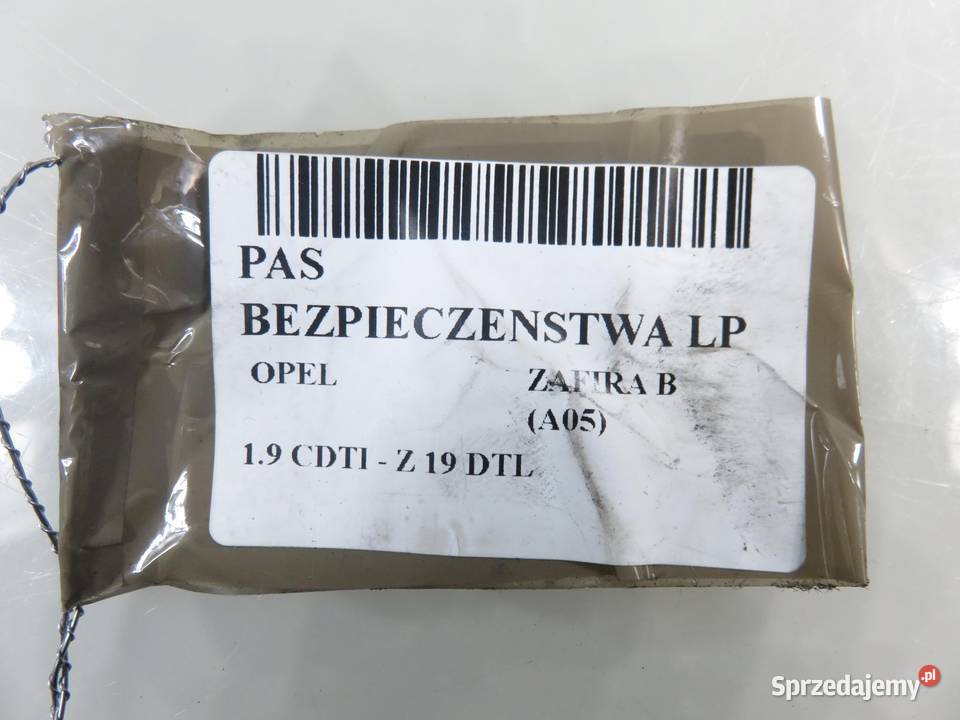 PAS
BEZPIECZENSTWA LP
OPEL ZAFIRA B
(A05)
1.9 CDTI - Z 19 DTL
Sprzedajemy.pl